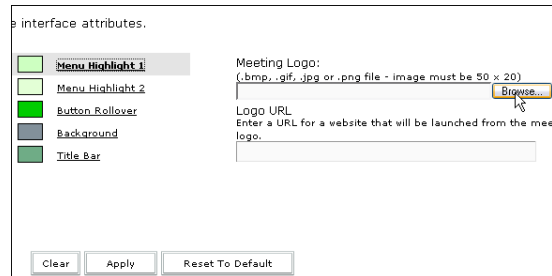 e interface attributes.
Menu Highlight 1
Menu Highlight 2
Button Rollover
Background
Title Bar
Meeting Logo:
(.bmp, .gif, .jpg or .png file - image must be 50 x 20)
Browse...
Logo URL
Enter a URL for a website that will be launched from the mee
logo.
Clear
Apply
Reset To Default